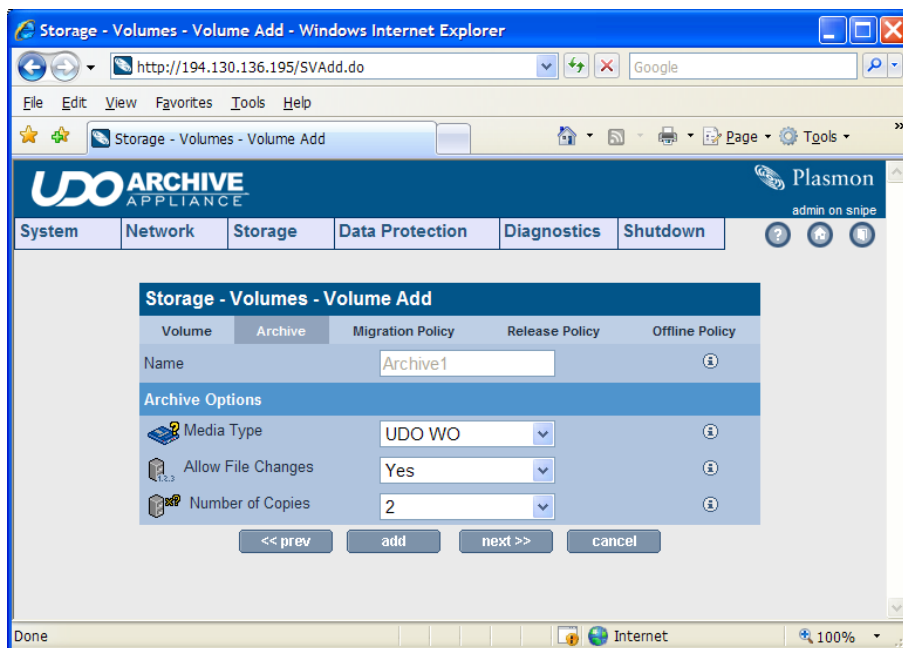 Storage - Volumes - Volume Add - Windows Internet Explorer
http://194.130.136.195/SVAdd.do
Google
File Edit View Favorites Tools Help
Storage - Volumes - Volume Add
Page Tools »
UDO ARCHIVE APPLIANCE
Plasmon
admin on snipe
System Network Storage Data Protection Diagnostics Shutdown
?
Storage - Volumes - Volume Add
Volume Archive Migration Policy Release Policy Offline Policy
Name Archive1
Archive Options
Media Type UDO WO
1,2,3 Allow File Changes Yes
x? Number of Copies 2
<< prev add next >> cancel
Done Internet 100%